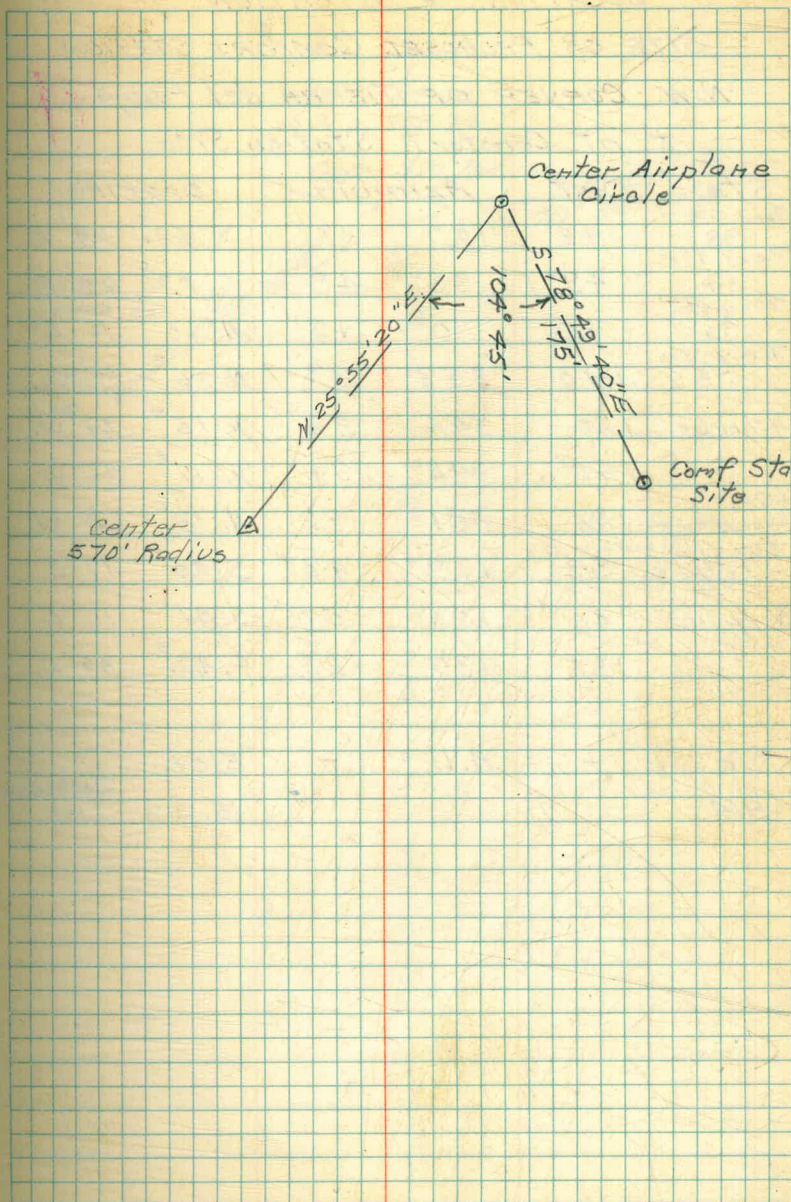 Center Airplane
Circle
N. 25° 55' 20" E.
104° 45'
S 78° 49' 40" E
175'
Comf Sta
Site
Center
570' Radius